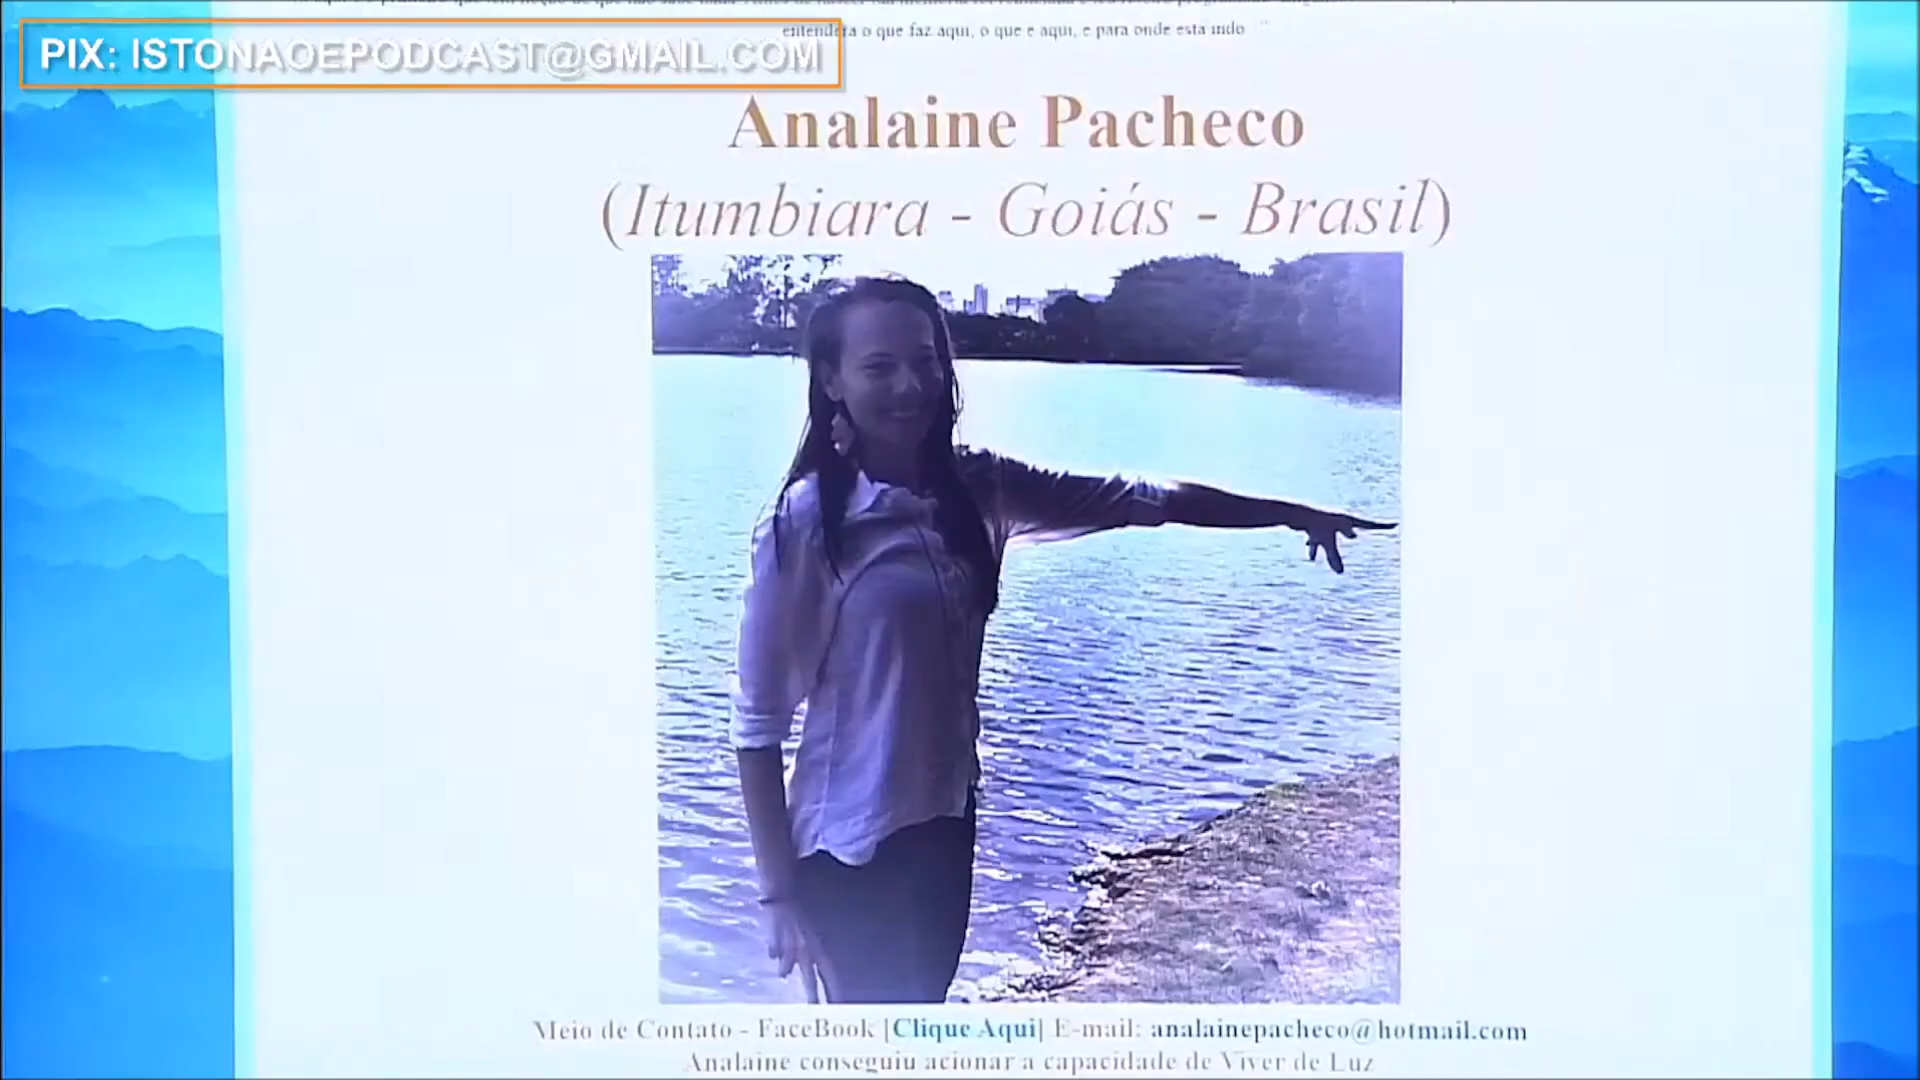 entenderá o que faz aqui, o que e aqui, e para onde está indo
PIX: ISTONAOEPODCAST@GMAIL.COM
Analaine Pacheco
(Itumbiara - Goiás - Brasil)
Meio de Contato - FaceBook [Clique Aqui] E-mail: analainepacheco@hotmail.com
Analaine conseguiu acionar a capacidade de Viver de Luz